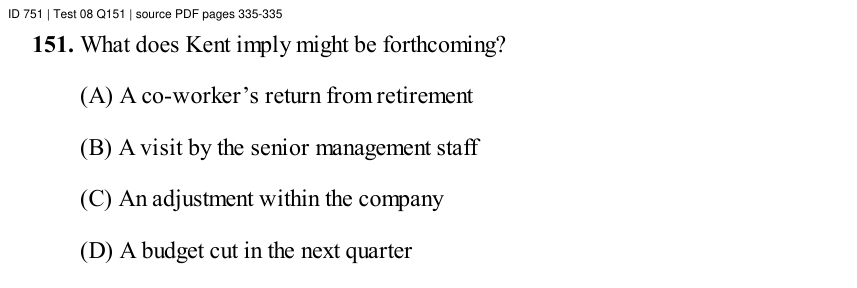 ID 751 | Test 08 Q151 | source PDF pages 335-335
151. What does Kent imply might be forthcoming?
(A) A co-worker’s return from retirement
(B) A visit by the senior management staff
(C) An adjustment within the company
(D) A budget cut in the next quarter